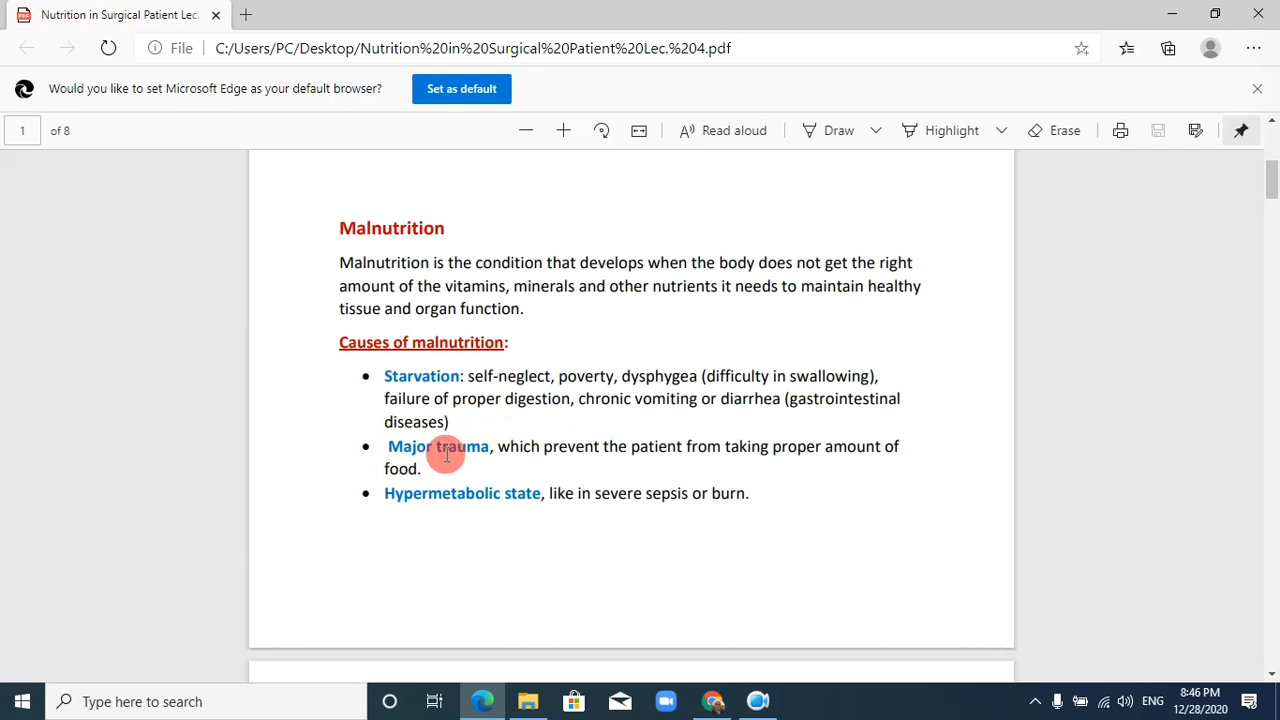 Nutrition in Surgical Patient Lec.
File
C:/Users/PC/Desktop/Nutrition%20in%20Surgical%20Patient%20Lec.%204.pdf
Would you like to set Microsoft Edge as your default browser?
Set as default
1
of 8
Read aloud
Draw
Highlight
Erase
Malnutrition
Malnutrition is the condition that develops when the body does not get the right
amount of the vitamins, minerals and other nutrients it needs to maintain healthy
tissue and organ function.
Causes of malnutrition:
• Starvation: self-neglect, poverty, dysphygea (difficulty in swallowing),
failure of proper digestion, chronic vomiting or diarrhea (gastrointestinal
diseases)
• Major trauma, which prevent the patient from taking proper amount of
food.
• Hypermetabolic state, like in severe sepsis or burn.
Type here to search
ENG
8:46 PM
12/28/2020